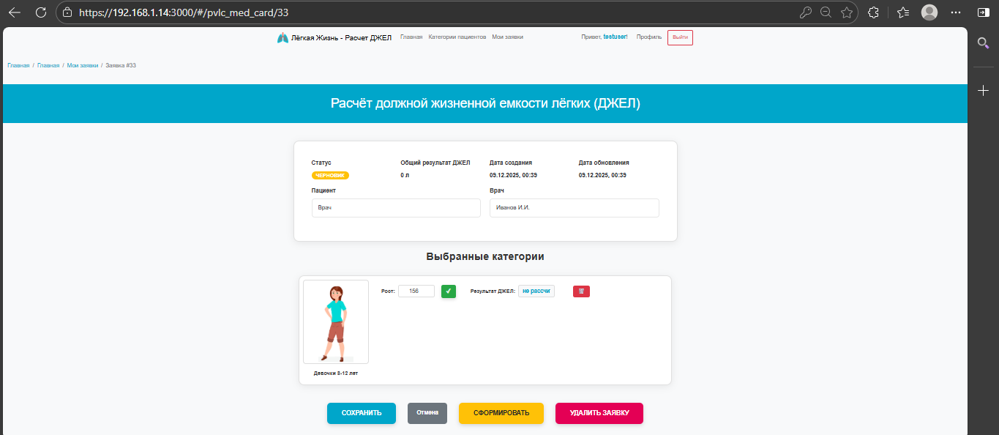 https://192.168.1.14:3000/#/pvlc_med_card/33
Лёгкая Жизнь - Расчет ДЖЕЛ Главная Категории пациентов Мои заявки Привет, testuser! Профиль Выйти
Главная / Главная / Мои заявки / Заявка #33
Расчёт должной жизненной емкости лёгких (ДЖЕЛ)
Статус Общий результат ДЖЕЛ Дата создания Дата обновления
ЧЕРНОВИК 0 л 09.12.2025, 00:39 09.12.2025, 00:39
Пациент Врач
Врач Иванов И.И.
Выбранные категории
Рост: 156 Результат ДЖЕЛ: не рассчи
Девочки 8-12 лет
СОХРАНИТЬ Отмена СФОРМИРОВАТЬ УДАЛИТЬ ЗАЯВКУ